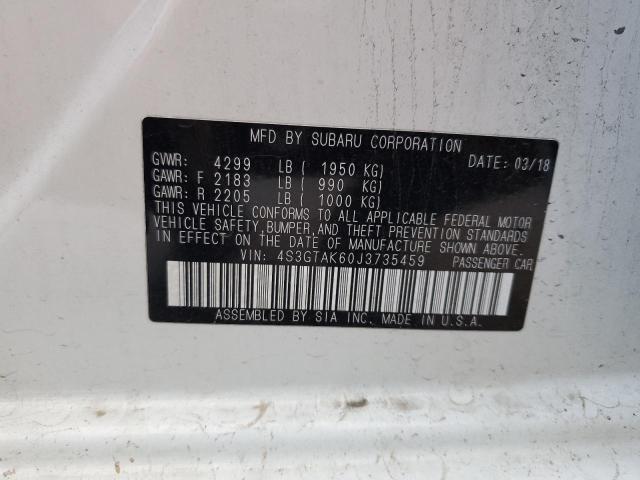 MFD BY SUBARU CORPORATION
GVWR: 4299 LB ( 1950 KG) DATE: 03/18
GAWR: F 2183 LB ( 990 KG)
GAWR: R 2205 LB ( 1000 KG)
THIS VEHICLE CONFORMS TO ALL APPLICABLE FEDERAL MOTOR
VEHICLE SAFETY, BUMPER, AND THEFT PREVENTION STANDARDS
IN EFFECT ON THE DATE OF MANUFACTURE SHOWN ABOVE.
VIN: 4S3GTAK60J3735459 PASSENGER CAR
ASSEMBLED BY SIA INC. MADE IN U.S.A.